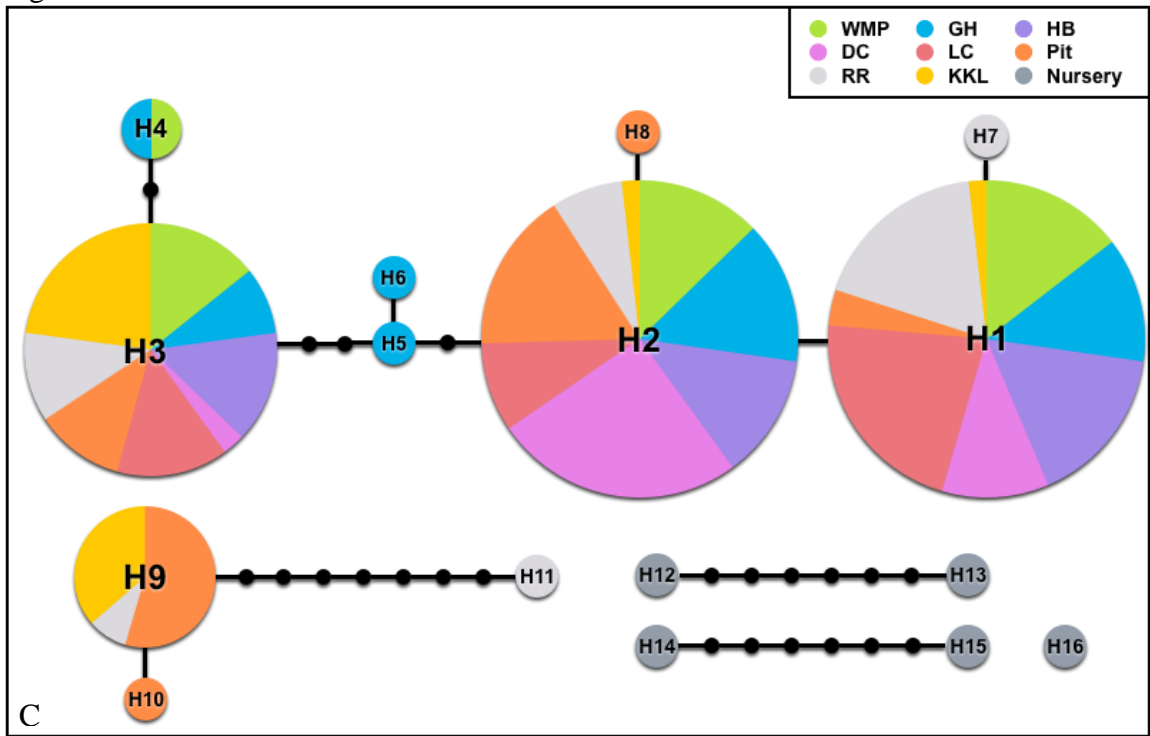 WMP GH HB
DC LC Pit
RR KKL Nursery
H4 H8 H7
H6
H3 H5 H2 H1
H9 H11 H12 H13
H14 H15 H16
H10
C